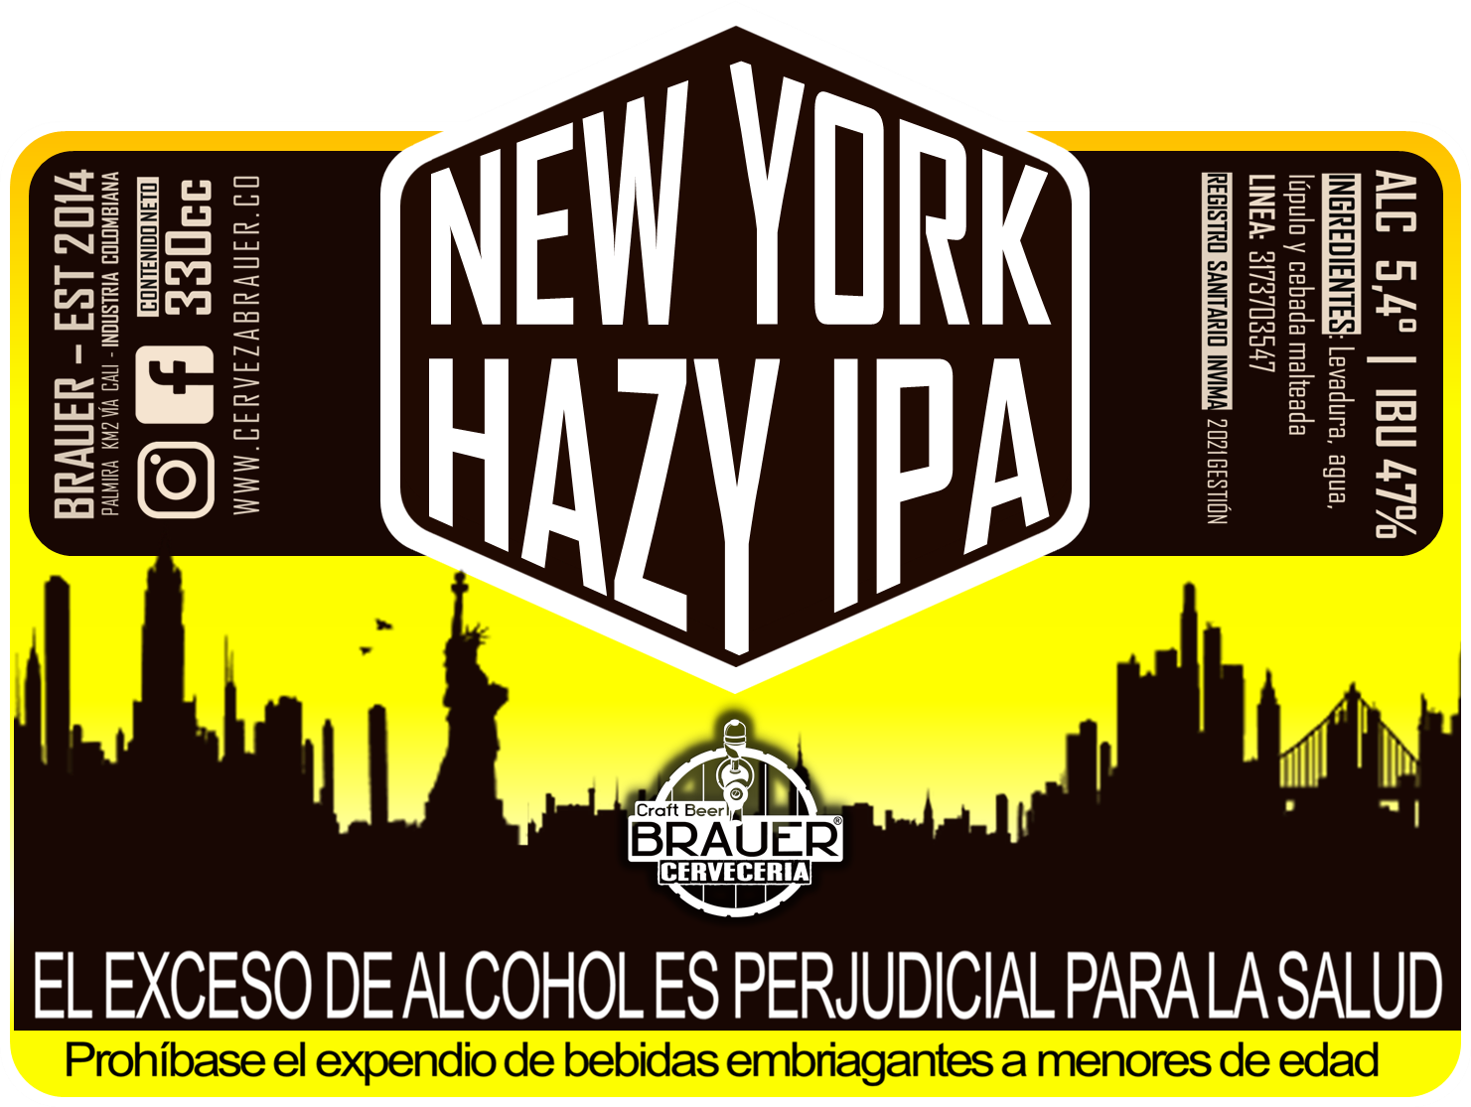 NEW YORK
HAZY IPA
BRAUER – EST 2014
PALMIRA KM2 VÍA CALI - INDUSTRIA COLOMBIANA
CONTENIDO NETO
330cc
WWW.CERVEZABRAUER.CO
ALC 5,4° | IBU 47%
INGREDIENTES: Levadura, agua,
lúpulo y cebada malteada
LINEA: 3173703547
REGISTRO SANITARIO INVIMA 2021 GESTIÓN
Craft Beer
BRAUER®
CERVECERIA
EL EXCESO DE ALCOHOL ES PERJUDICIAL PARA LA SALUD
Prohíbase el expendio de bebidas embriagantes a menores de edad